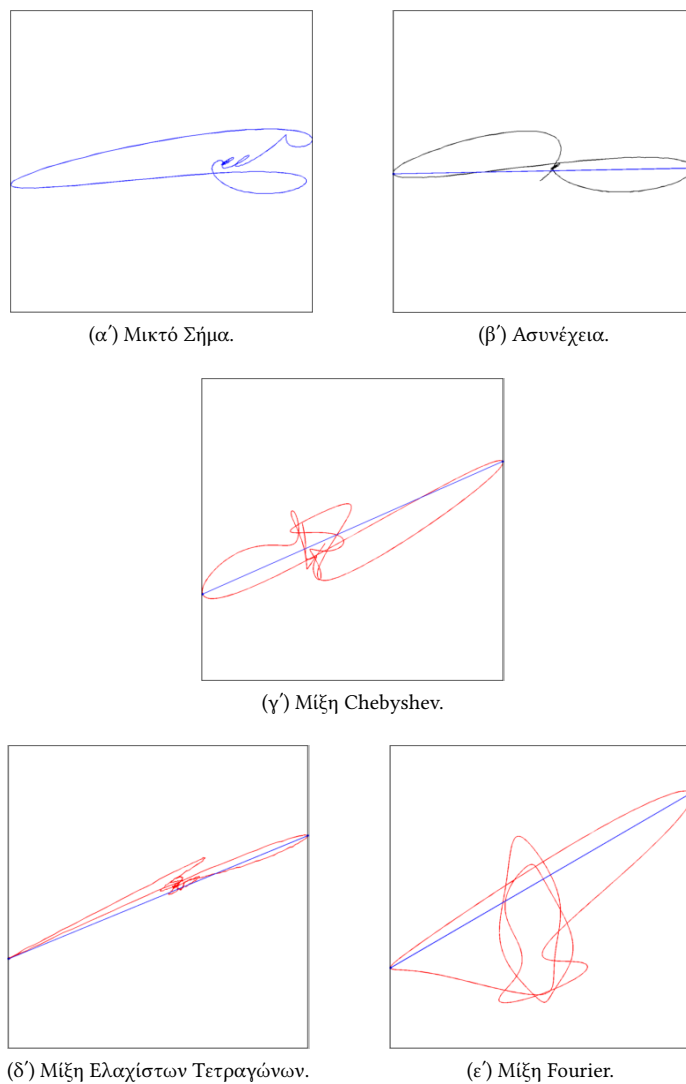 (α′) Μικτό Σήμα.
(β′) Ασυνέχεια.
(γ′) Μίξη Chebyshev.
(δ′) Μίξη Ελαχίστων Τετραγώνων.
(ε′) Μίξη Fourier.